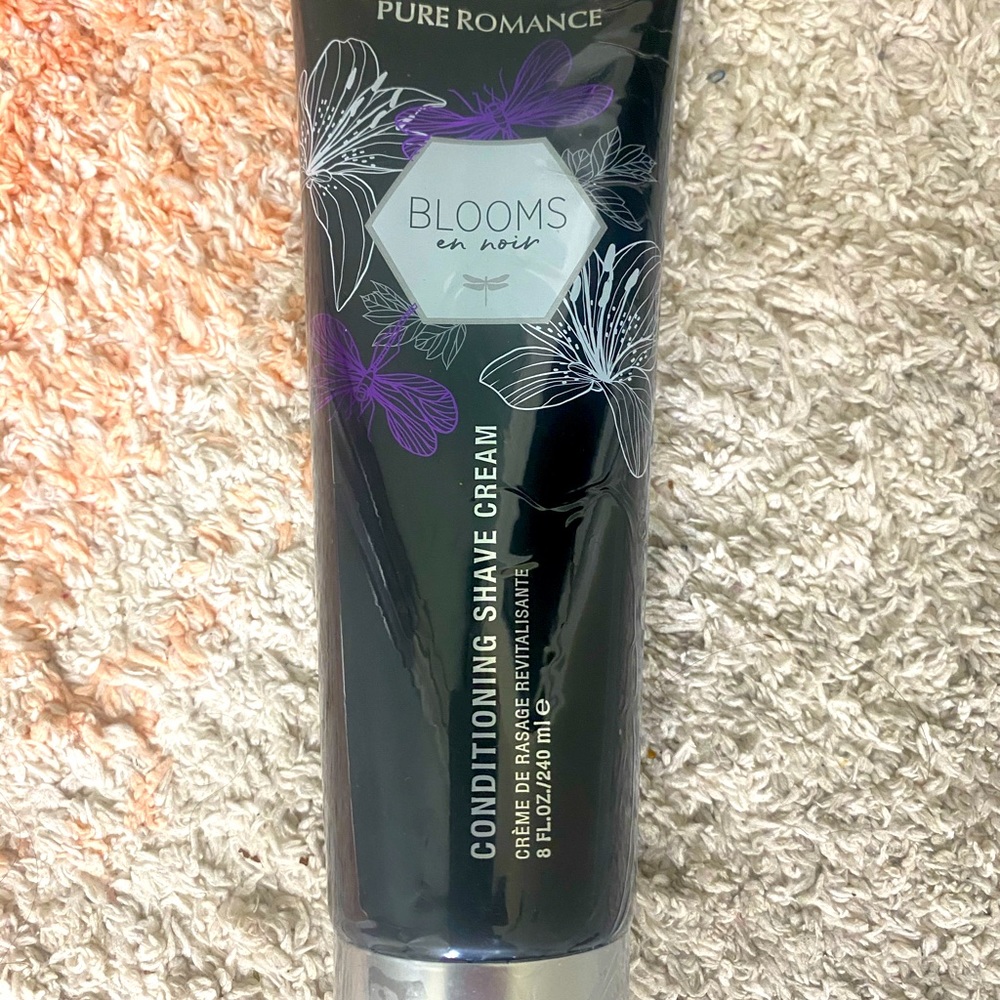 PURE ROMANCE
BLOOMS
en noir
CONDITIONING SHAVE CREAM
CRÈME DE RASAGE REVITALISANTE
8 FL.OZ./240 ml e